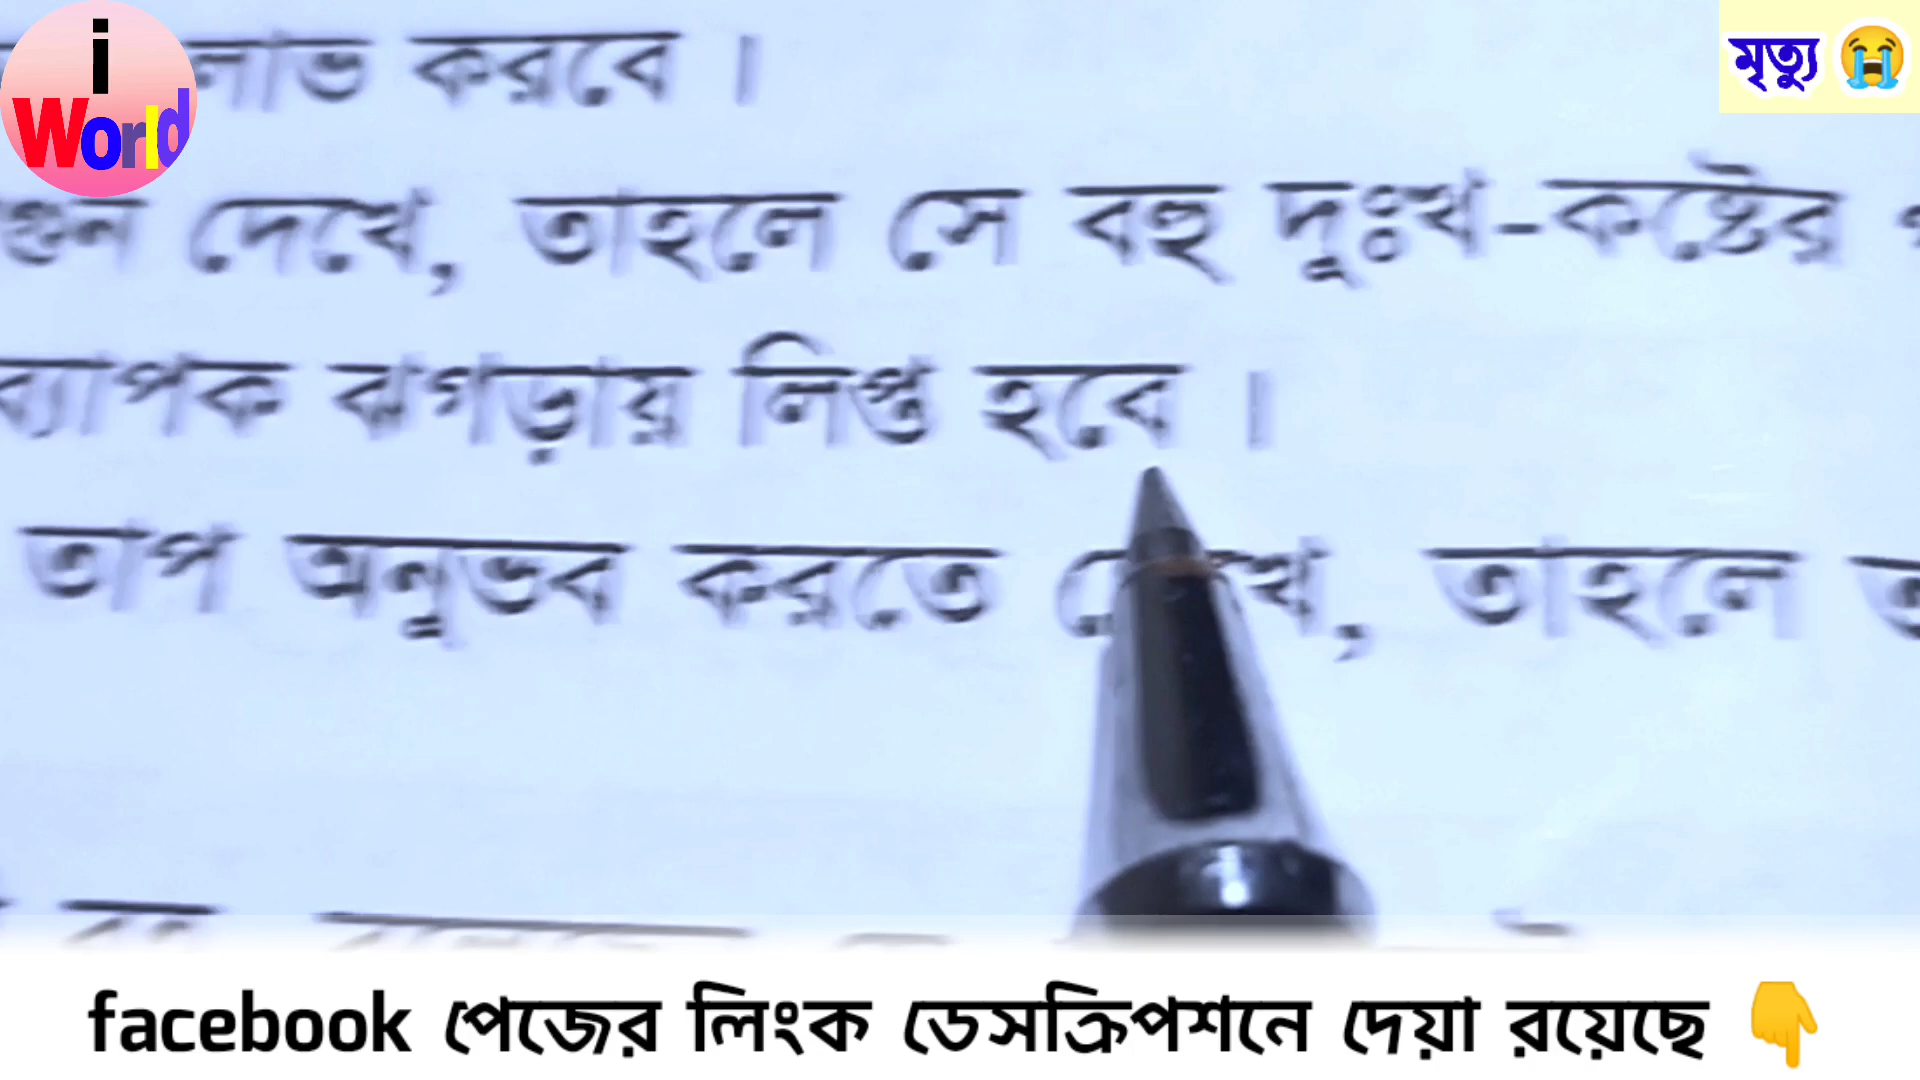 i
World
মৃত্যু 😭
লাভ করবে ।
গুন দেখে, তাহলে সে বহু দুঃখ-কষ্টের
ব্যাপক ঝগড়ায় লিপ্ত হবে ।
তাপ অনুভব করতে দেখে, তাহলে
facebook পেজের লিংক ডেসক্রিপশনে দেয়া রয়েছে 👇